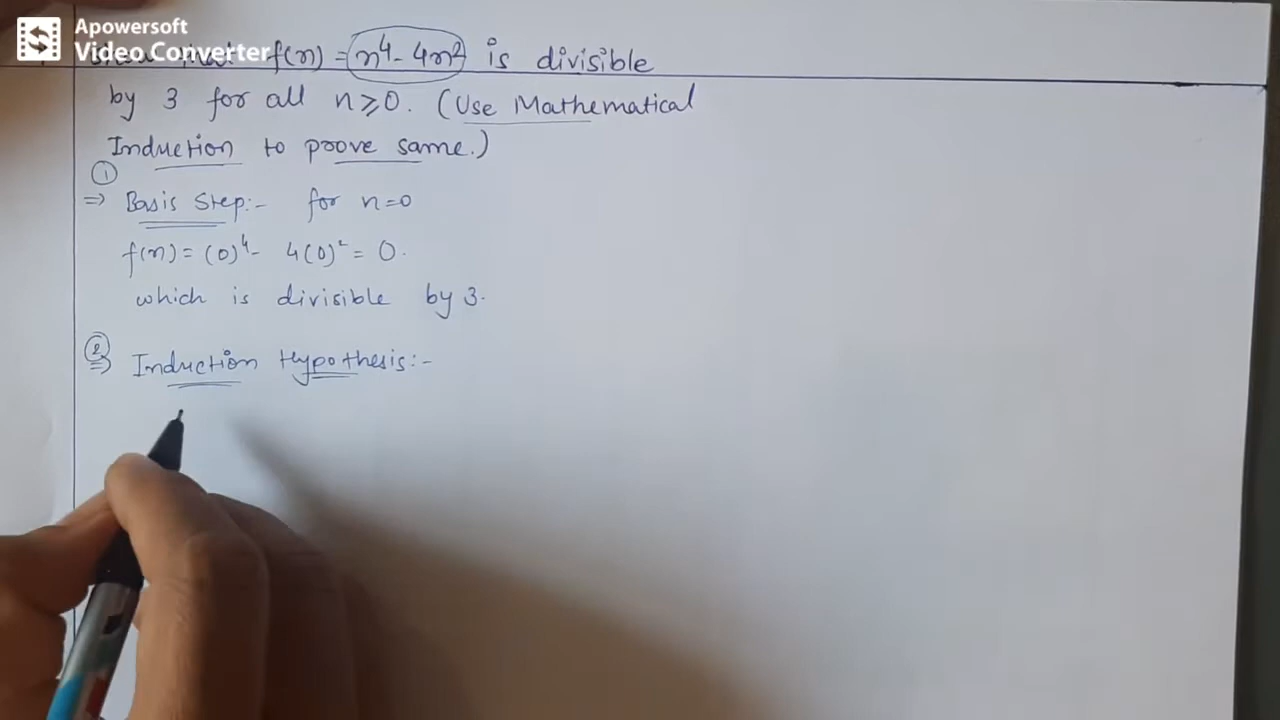 Apowersoft
Video Converter
f(n) = n⁴ - 4n² is divisible
by 3 for all n ≥ 0. (Use Mathematical
Induction to prove same.)
①
⇒ Basis Step:- for n=0
f(n) = (0)⁴ - 4(0)² = 0.
which is divisible by 3.
②
⇒ Induction Hypothesis:-